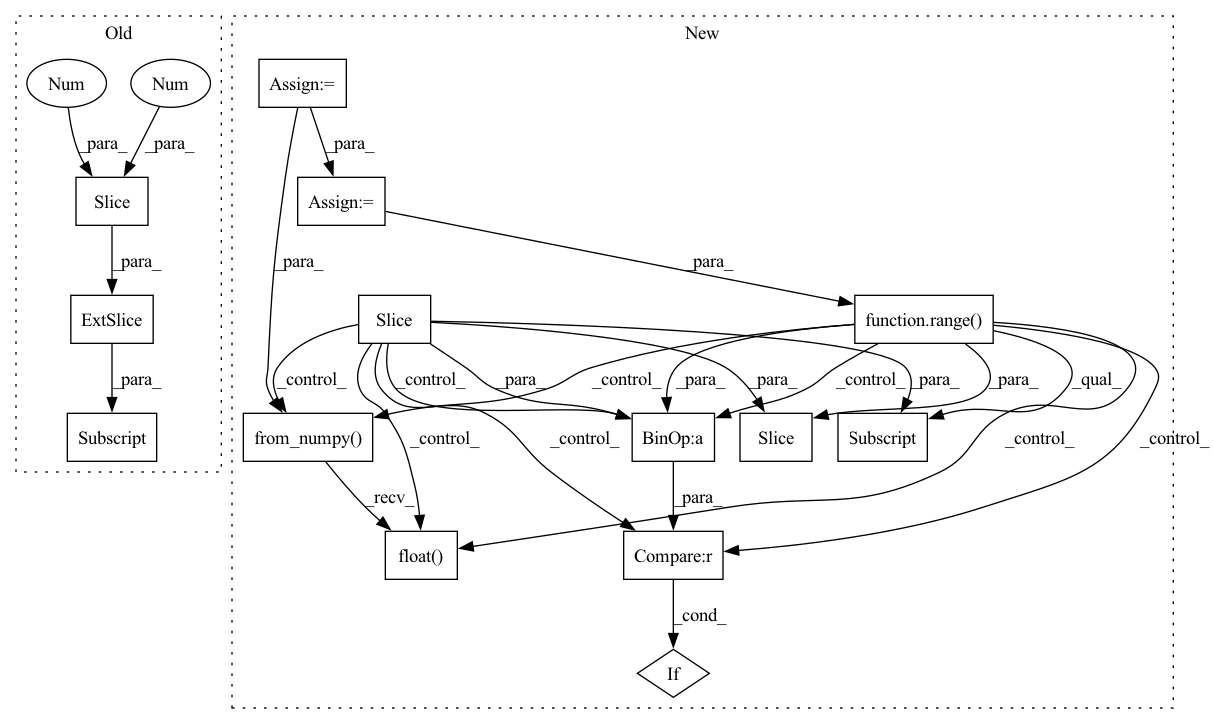 Old
New
Num
Num
Assign:=
_para_
_para_
_para_
Slice
Assign:=
_para_
_para_
_para_
ExtSlice
Slice
function.range()
_para_
_control_
_control_
_para_
_control_
_para_
_control_
_para_
_para_
_para_
_qual_
Subscript
from_numpy()
BinOp:a
Slice
Subscript
_control_
_control_
_control_
_control_
_recv_
_para_
float()
Compare:r
_cond_
If